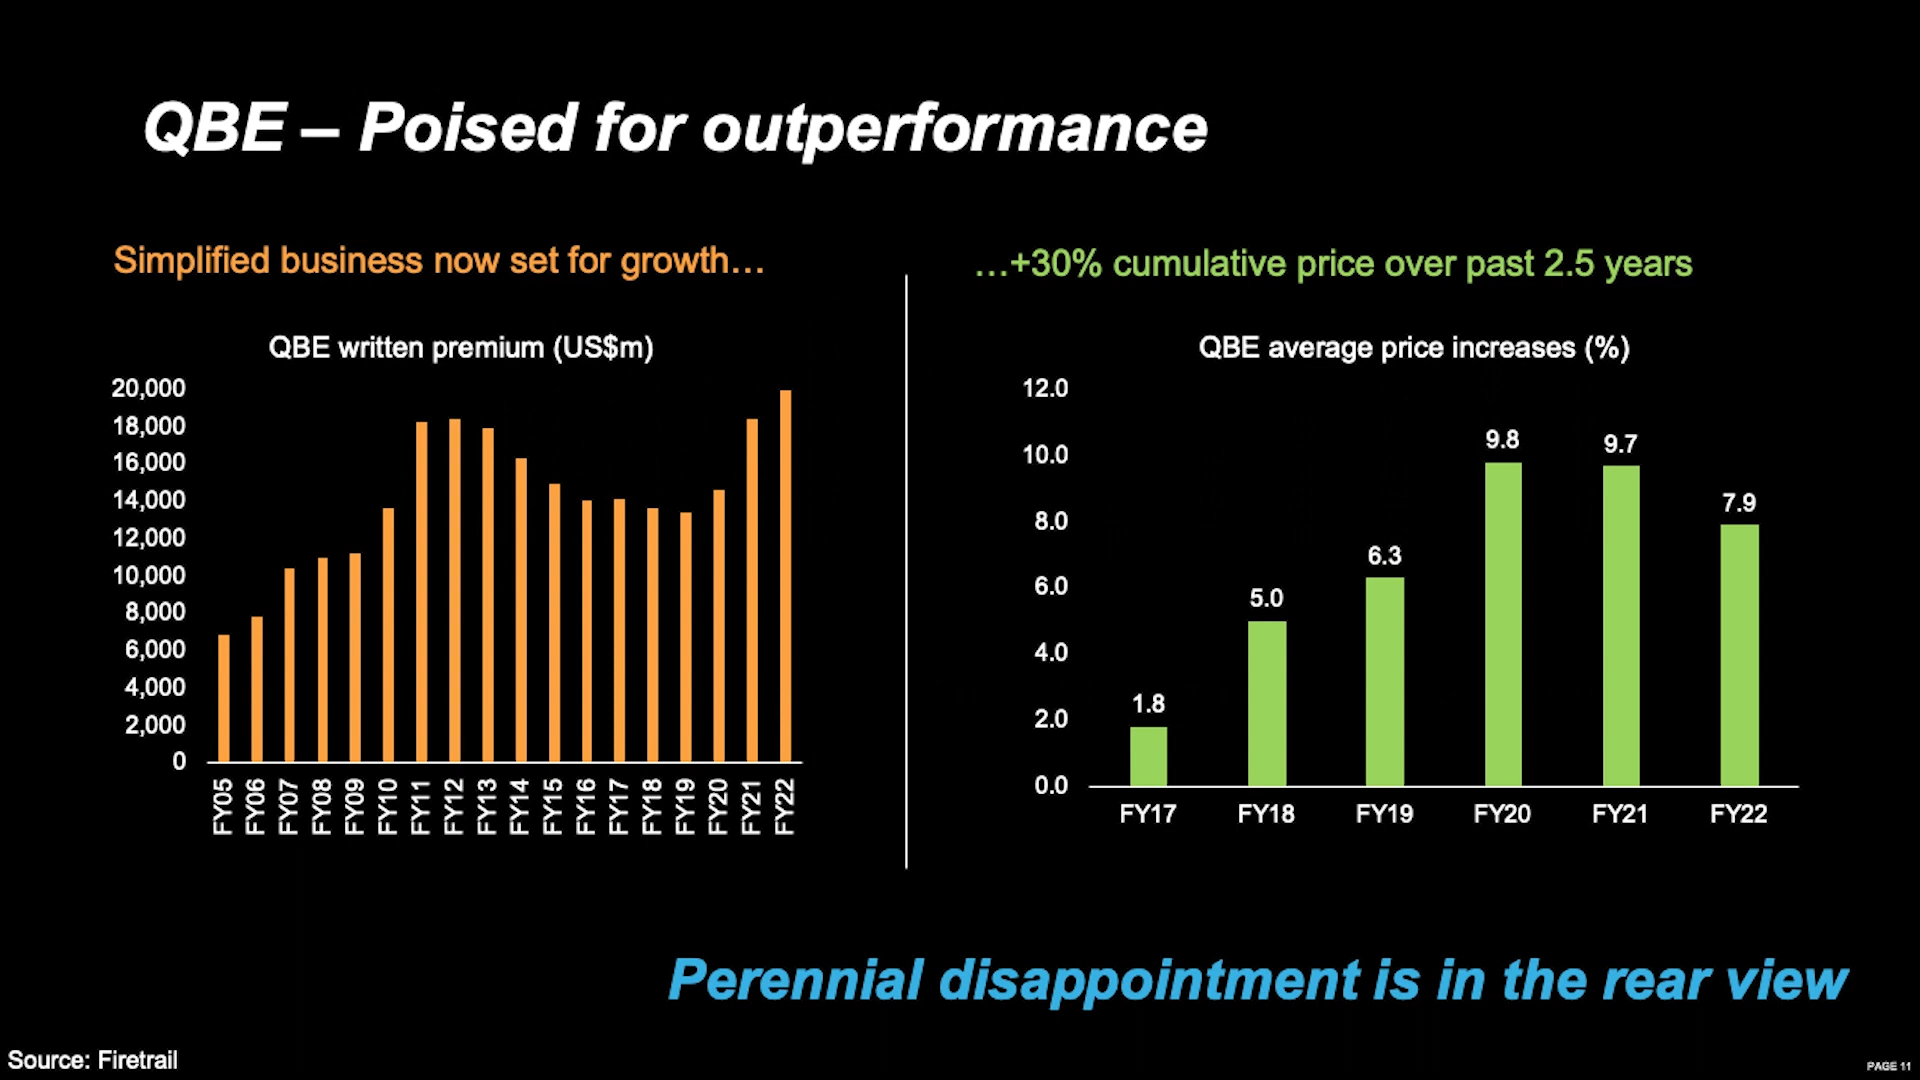 QBE – Poised for outperformance
Simplified business now set for growth…
…+30% cumulative price over past 2.5 years
QBE written premium (US$m)
20,000
18,000
16,000
14,000
12,000
10,000
8,000
6,000
4,000
2,000
0
FY05 FY06 FY07 FY08 FY09 FY10 FY11 FY12 FY13 FY14 FY15 FY16 FY17 FY18 FY19 FY20 FY21 FY22
QBE average price increases (%)
12.0
10.0
8.0
6.0
4.0
2.0
0.0
1.8
5.0
6.3
9.8
9.7
7.9
FY17 FY18 FY19 FY20 FY21 FY22
Perennial disappointment is in the rear view
Source: Firetrail
PAGE 11